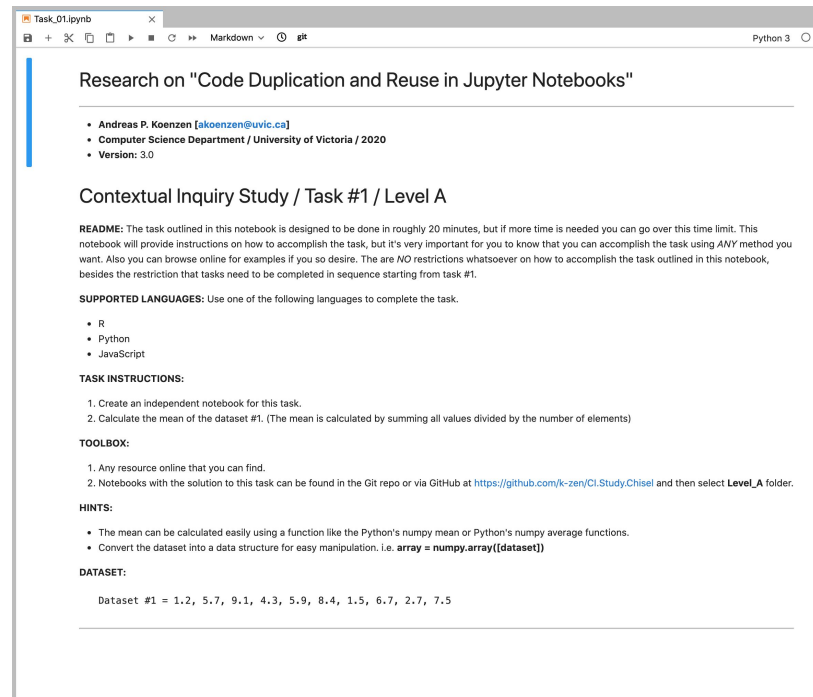 Task_01.ipynb
Markdown
git
Python 3
Research on "Code Duplication and Reuse in Jupyter Notebooks"
• Andreas P. Koenzen [akoenzen@uvic.ca]
• Computer Science Department / University of Victoria / 2020
• Version: 3.0
Contextual Inquiry Study / Task #1 / Level A
README: The task outlined in this notebook is designed to be done in roughly 20 minutes, but if more time is needed you can go over this time limit. This
notebook will provide instructions on how to accomplish the task, but it's very important for you to know that you can accomplish the task using ANY method you
want. Also you can browse online for examples if you so desire. The are NO restrictions whatsoever on how to accomplish the task outlined in this notebook,
besides the restriction that tasks need to be completed in sequence starting from task #1.
SUPPORTED LANGUAGES: Use one of the following languages to complete the task.
• R
• Python
• JavaScript
TASK INSTRUCTIONS:
1. Create an independent notebook for this task.
2. Calculate the mean of the dataset #1. (The mean is calculated by summing all values divided by the number of elements)
TOOLBOX:
1. Any resource online that you can find.
2. Notebooks with the solution to this task can be found in the Git repo or via GitHub at https://github.com/k-zen/CI.Study.Chisel and then select Level_A folder.
HINTS:
• The mean can be calculated easily using a function like the Python's numpy mean or Python's numpy average functions.
• Convert the dataset into a data structure for easy manipulation. i.e. array = numpy.array([dataset])
DATASET:
Dataset #1 = 1.2, 5.7, 9.1, 4.3, 5.9, 8.4, 1.5, 6.7, 2.7, 7.5